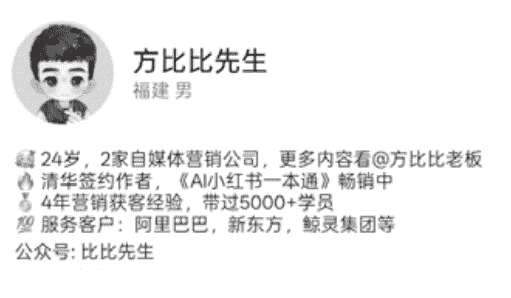 方比比先生
福建 男
24岁，2家自媒体营销公司，更多内容看@方比比老板
清华签约作者，《AI小红书一本通》畅销中
4年营销获客经验，带过5000+学员
💯 服务客户：阿里巴巴，新东方，鲸灵集团等
公众号: 比比先生